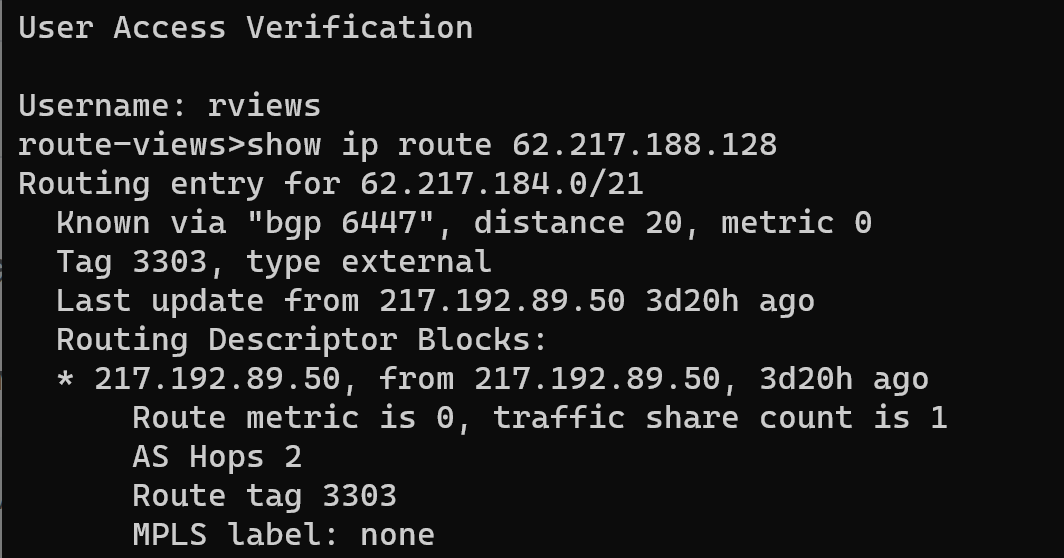 User Access Verification

Username: rviews
route-views>show ip route 62.217.188.128
Routing entry for 62.217.184.0/21
  Known via "bgp 6447", distance 20, metric 0
  Tag 3303, type external
  Last update from 217.192.89.50 3d20h ago
  Routing Descriptor Blocks:
  * 217.192.89.50, from 217.192.89.50, 3d20h ago
      Route metric is 0, traffic share count is 1
      AS Hops 2
      Route tag 3303
      MPLS label: none